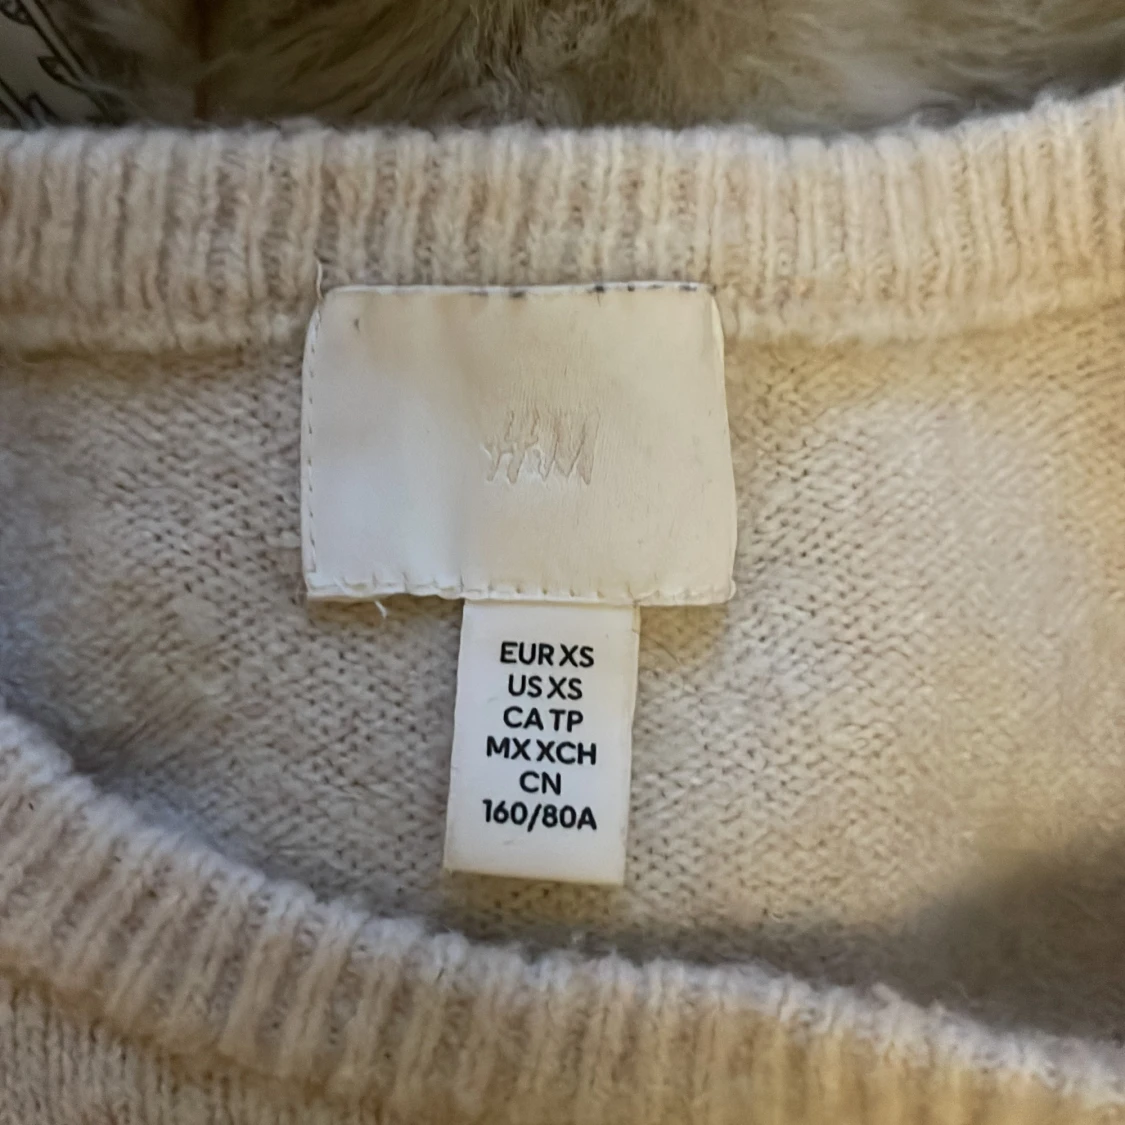 H&M
EUR XS
US XS
CA TP
MX XCH
CN
160/80A